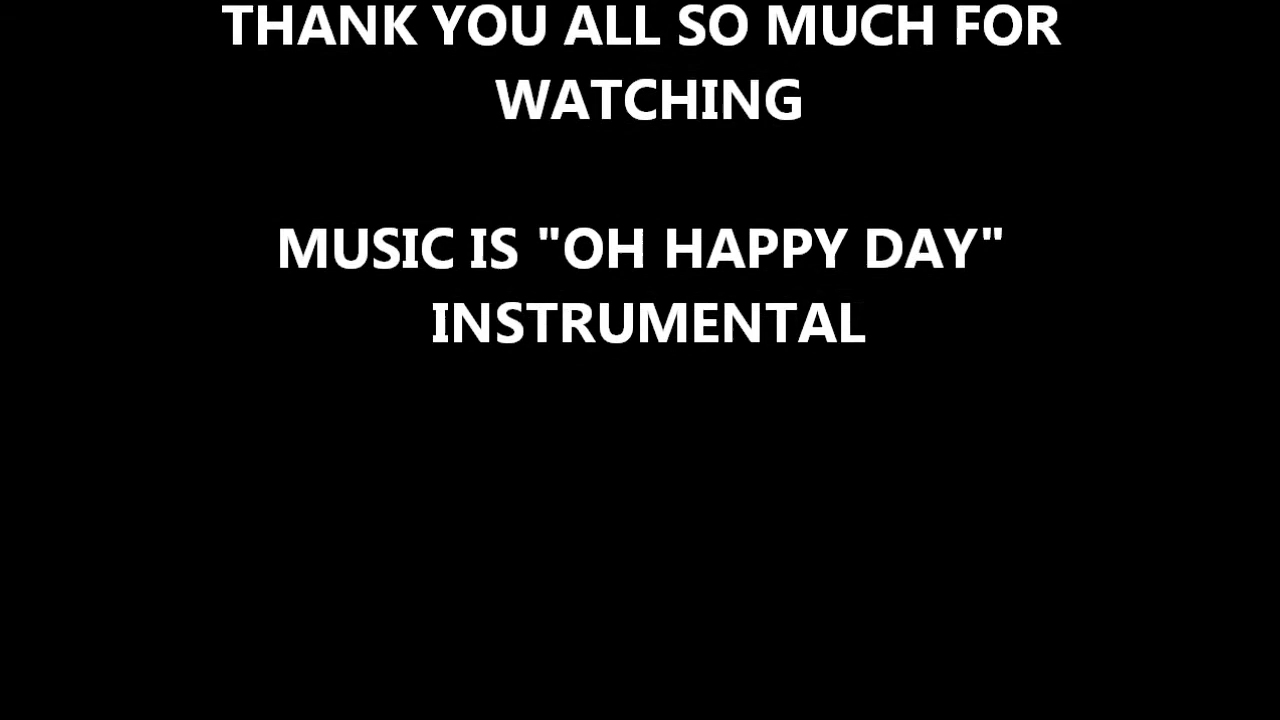 THANK YOU ALL SO MUCH FOR
WATCHING
MUSIC IS "OH HAPPY DAY"
INSTRUMENTAL